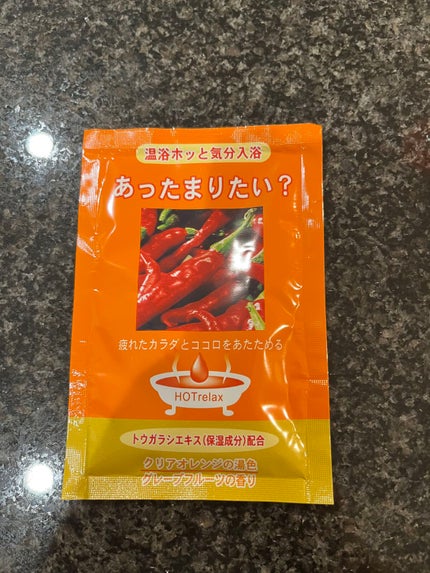 温浴ホッと気分入浴
あったまりたい？
疲れたカラダとココロをあたためる
HOTrelax
トウガラシエキス(保湿成分)配合
クリアオレンジの湯色
グレープフルーツの香り